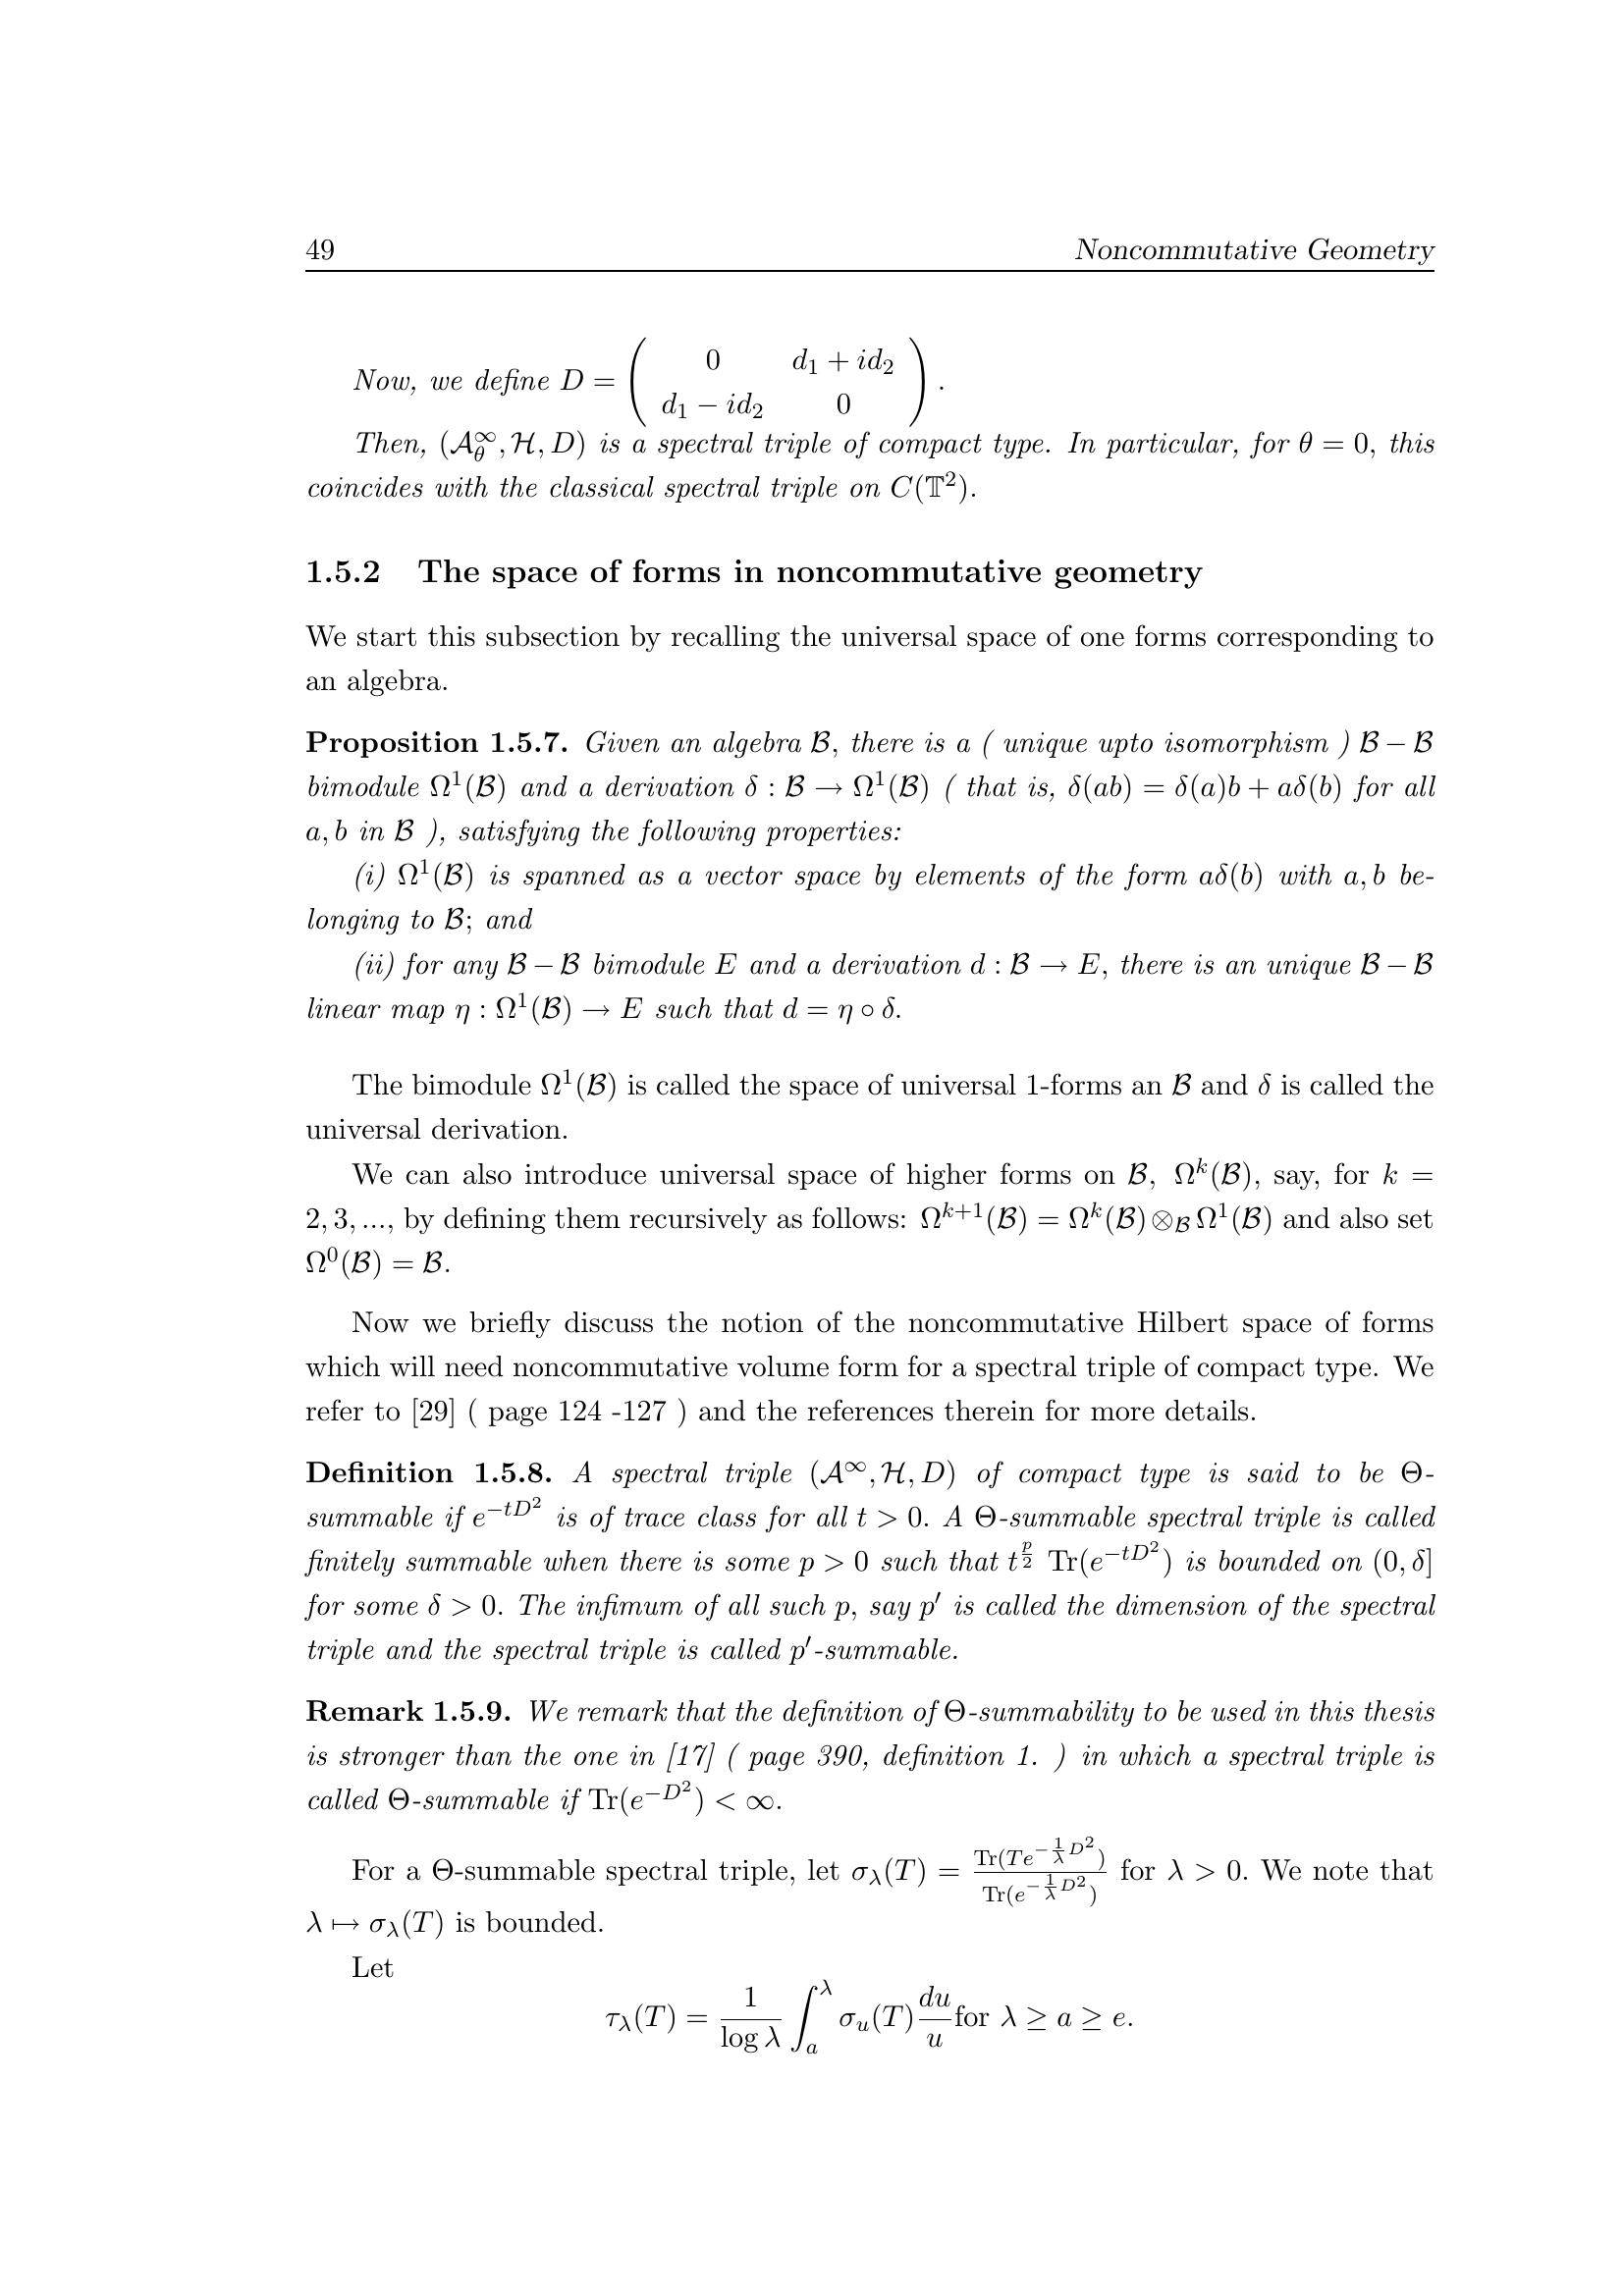 49 Noncommutative Geometry
Now, we define $D = \left( \begin{array}{cc} 0 & d_1 + id_2 \\ d_1 - id_2 & 0 \end{array} \right)$.
Then, $(\mathcal{A}_\theta^\infty, \mathcal{H}, D)$ is a spectral triple of compact type. In particular, for $\theta = 0$, this
coincides with the classical spectral triple on $C(\mathbb{T}^2)$.
1.5.2 The space of forms in noncommutative geometry
We start this subsection by recalling the universal space of one forms corresponding to
an algebra.
Proposition 1.5.7. Given an algebra $\mathcal{B}$, there is a ( unique upto isomorphism ) $\mathcal{B} - \mathcal{B}$
bimodule $\Omega^1(\mathcal{B})$ and a derivation $\delta : \mathcal{B} \to \Omega^1(\mathcal{B})$ ( that is, $\delta(ab) = \delta(a)b + a\delta(b)$ for all
$a, b$ in $\mathcal{B}$ ), satisfying the following properties:
(i) $\Omega^1(\mathcal{B})$ is spanned as a vector space by elements of the form $a\delta(b)$ with $a, b$ be-
longing to $\mathcal{B}$; and
(ii) for any $\mathcal{B} - \mathcal{B}$ bimodule $E$ and a derivation $d : \mathcal{B} \to E$, there is an unique $\mathcal{B} - \mathcal{B}$
linear map $\eta : \Omega^1(\mathcal{B}) \to E$ such that $d = \eta \circ \delta$.
The bimodule $\Omega^1(\mathcal{B})$ is called the space of universal 1-forms an $\mathcal{B}$ and $\delta$ is called the
universal derivation.
We can also introduce universal space of higher forms on $\mathcal{B}$, $\Omega^k(\mathcal{B})$, say, for $k =$
$2, 3, ...,$ by defining them recursively as follows: $\Omega^{k+1}(\mathcal{B}) = \Omega^k(\mathcal{B}) \otimes_{\mathcal{B}} \Omega^1(\mathcal{B})$ and also set
$\Omega^0(\mathcal{B}) = \mathcal{B}$.
Now we briefly discuss the notion of the noncommutative Hilbert space of forms
which will need noncommutative volume form for a spectral triple of compact type. We
refer to [29] ( page 124 -127 ) and the references therein for more details.
Definition 1.5.8. A spectral triple $(\mathcal{A}^\infty, \mathcal{H}, D)$ of compact type is said to be $\Theta$-
summable if $e^{-tD^2}$ is of trace class for all $t > 0$. A $\Theta$-summable spectral triple is called
finitely summable when there is some $p > 0$ such that $t^{\frac{p}{2}}$ $\mathrm{Tr}(e^{-tD^2})$ is bounded on $(0, \delta]$
for some $\delta > 0$. The infimum of all such $p$, say $p'$ is called the dimension of the spectral
triple and the spectral triple is called $p'$-summable.
Remark 1.5.9. We remark that the definition of $\Theta$-summability to be used in this thesis
is stronger than the one in [17] ( page 390, definition 1. ) in which a spectral triple is
called $\Theta$-summable if $\mathrm{Tr}(e^{-D^2}) < \infty$.
For a $\Theta$-summable spectral triple, let $\sigma_\lambda(T) = \frac{\mathrm{Tr}(Te^{-\frac{1}{\lambda}D^2})}{\mathrm{Tr}(e^{-\frac{1}{\lambda}D^2})}$ for $\lambda > 0$. We note that
$\lambda \mapsto \sigma_\lambda(T)$ is bounded.
Let
$\tau_\lambda(T) = \frac{1}{\log \lambda} \int_a^\lambda \sigma_u(T) \frac{du}{u}$for $\lambda \geq a \geq e$.